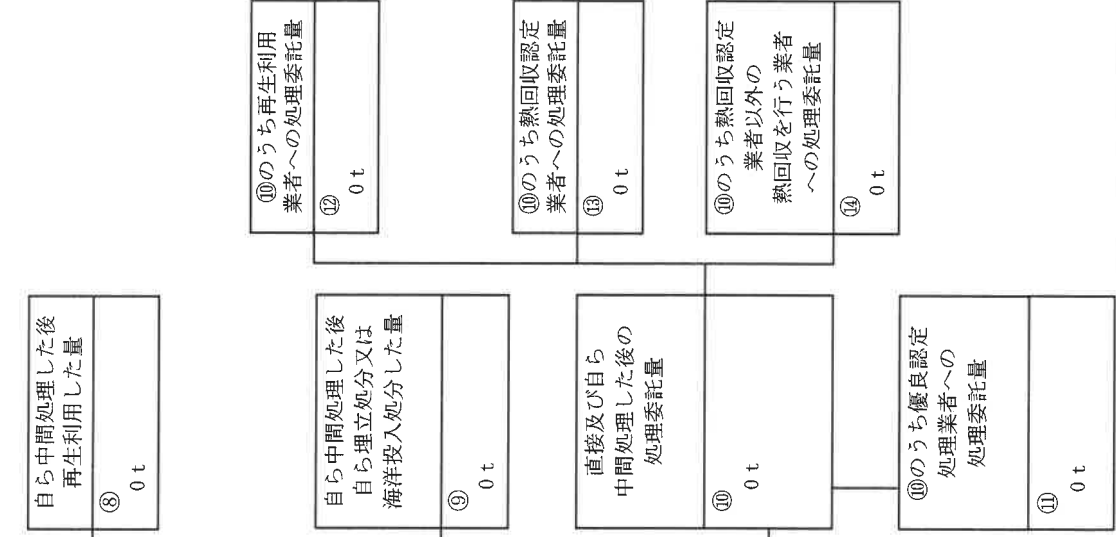 自ら中間処理した後
再生利用した量
⑧
0 t
自ら中間処理した後
自ら埋立処分又は
海洋投入処分した量
⑨
0 t
直接及び自ら
中間処理した後の
処理委託量
⑩
0 t
⑩のうち優良認定
処理業者への
処理委託量
⑪
0 t
⑩のうち再生利用
業者への処理委託量
⑫
0 t
⑩のうち熱回収認定
業者への処理委託量
⑬
0 t
⑩のうち熱回収認定
業者以外の
熱回収を行う業者
への処理委託量
⑭
0 t